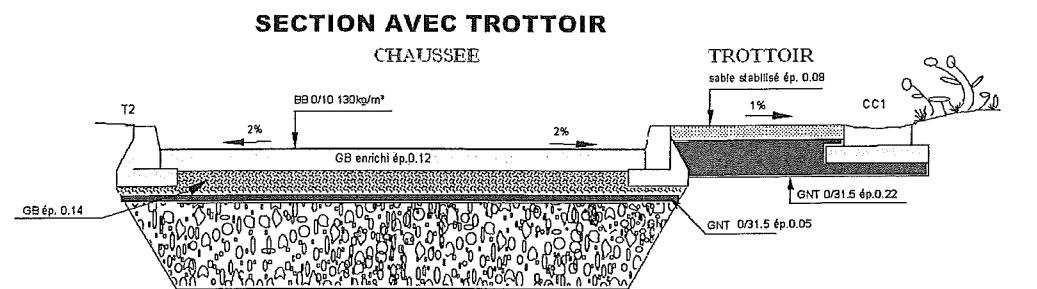 SECTION AVEC TROTTOIR
CHAUSSEE
TROTTOIR
sable stabilisé ép. 0.08
T2
BB 0/10 130kg/m²
1%
CC1
2%
2%
GB enrichi ép.0.12
GNT 0/31.5 ép.0.22
GB ép. 0.14
GNT 0/31.5 ép.0.05